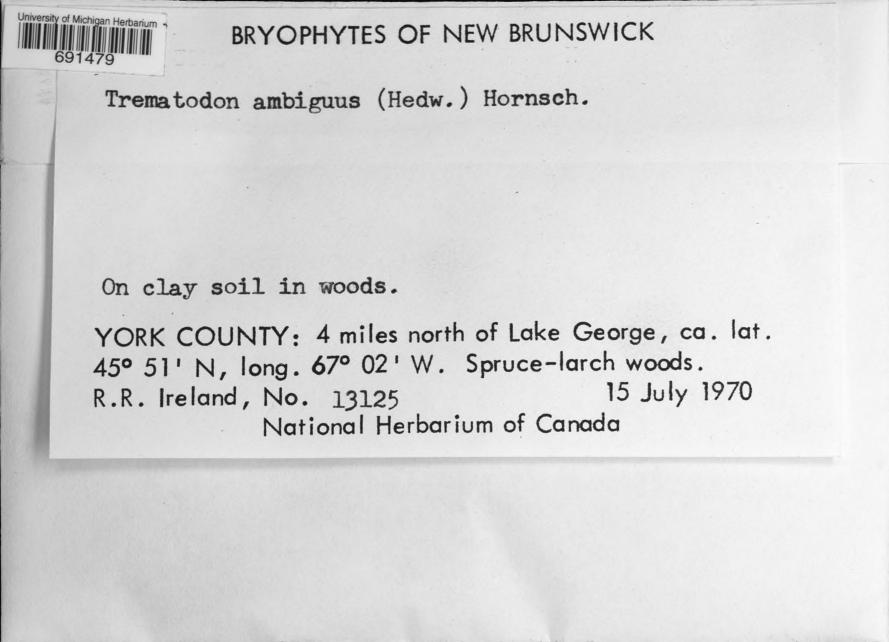 University of Michigan Herbarium
691479
BRYOPHYTES OF NEW BRUNSWICK
Trematodon ambiguus (Hedw.) Hornsch.
On clay soil in woods.
YORK COUNTY: 4 miles north of Lake George, ca. lat.
45° 51' N, long. 67° 02' W. Spruce-larch woods.
R.R. Ireland, No. 13125 15 July 1970
National Herbarium of Canada